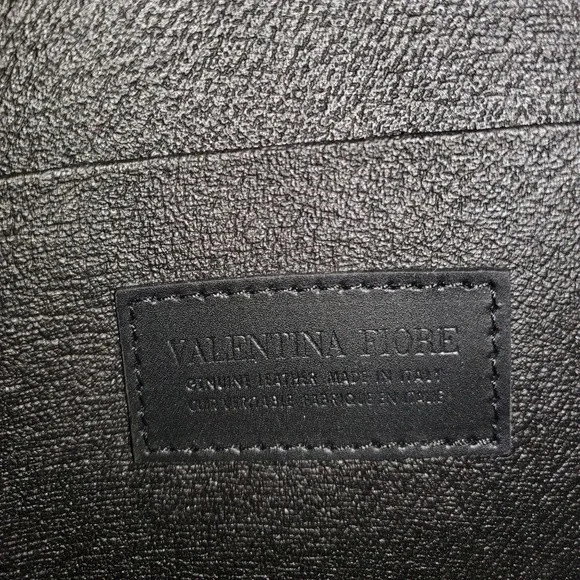 VALENTINA FIORE
GENUINE LEATHER MADE IN ITALY
CUIR VERITABLE FABRIQUE EN ITALIE